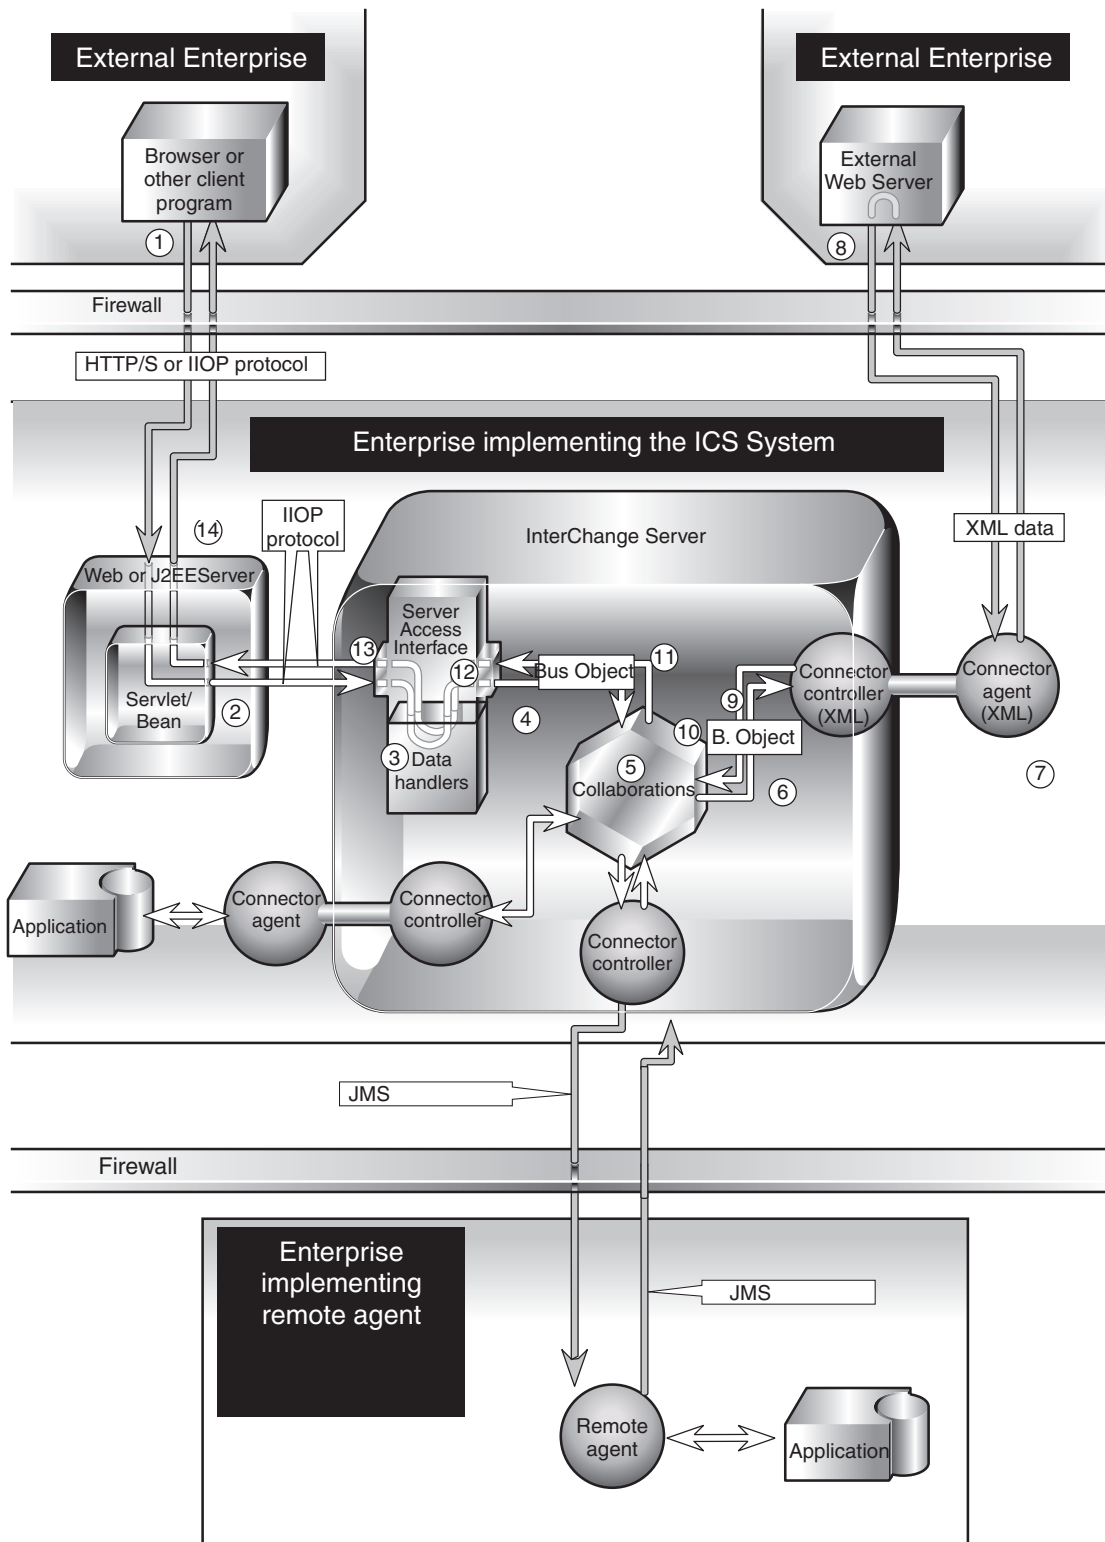 External Enterprise
External Enterprise
Browser or
other client
program
External
Web Server
1
8
Firewall
HTTP/S or IIOP protocol
Enterprise implementing the ICS System
14
IIOP
protocol
InterChange Server
XML data
Web or J2EEServer
Server
Access
Interface
13
12
11
Bus Object
Connector
controller
(XML)
Connector
agent
(XML)
Servlet/
Bean
2
4
9
10
B. Object
3
Data
handlers
5
Collaborations
6
7
Application
Connector
agent
Connector
controller
Connector
controller
JMS
Firewall
Enterprise
implementing
remote agent
JMS
Remote
agent
Application